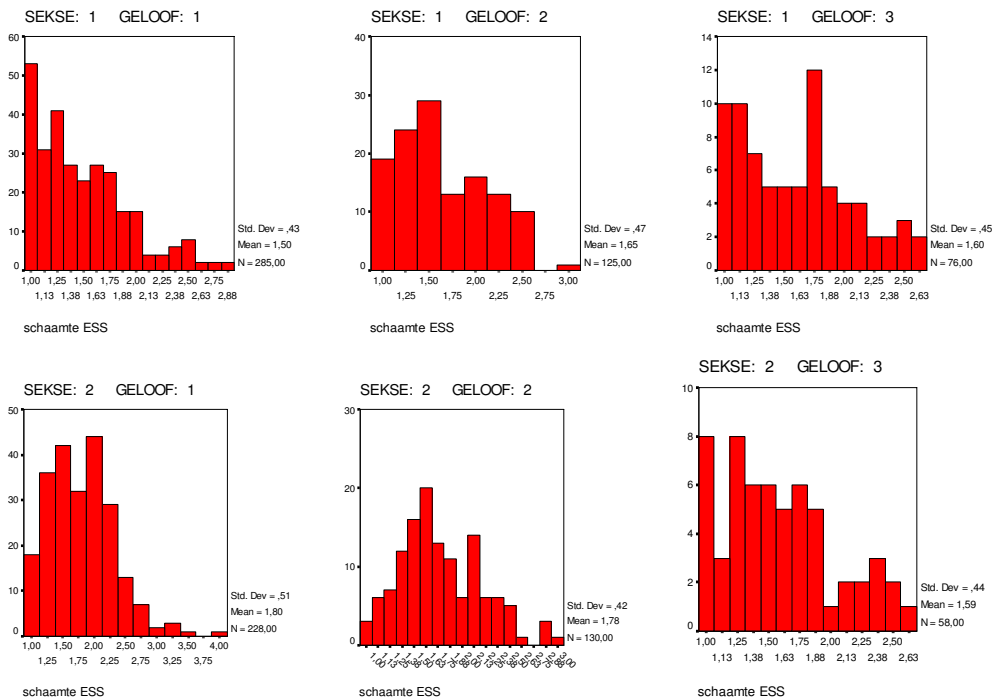 SEKSE: 1 GELOOF: 1
60
50
40
30
20
10
0
1,00 1,25 1,50 1,75 2,00 2,25 2,50 2,75
1,13 1,38 1,63 1,88 2,13 2,38 2,63 2,88
Std. Dev = ,43
Mean = 1,50
N = 285,00
schaamte ESS
SEKSE: 1 GELOOF: 2
40
30
20
10
0
1,00 1,50 2,00 2,50 3,00
1,25 1,75 2,25 2,75
Std. Dev = ,47
Mean = 1,65
N = 125,00
schaamte ESS
SEKSE: 1 GELOOF: 3
14
12
10
8
6
4
2
0
1,00 1,25 1,50 1,75 2,00 2,25 2,50
1,13 1,38 1,63 1,88 2,13 2,38 2,63
Std. Dev = ,45
Mean = 1,60
N = 76,00
schaamte ESS
SEKSE: 2 GELOOF: 1
50
40
30
20
10
0
1,00 1,50 2,00 2,50 3,00 3,50 4,00
1,25 1,75 2,25 2,75 3,25 3,75
Std. Dev = ,51
Mean = 1,80
N = 228,00
schaamte ESS
SEKSE: 2 GELOOF: 2
30
20
10
0
Std. Dev = ,42
Mean = 1,78
N = 130,00
schaamte ESS
SEKSE: 2 GELOOF: 3
10
8
6
4
2
0
1,00 1,25 1,50 1,75 2,00 2,25 2,50
1,13 1,38 1,63 1,88 2,13 2,38 2,63
Std. Dev = ,44
Mean = 1,59
N = 58,00
schaamte ESS